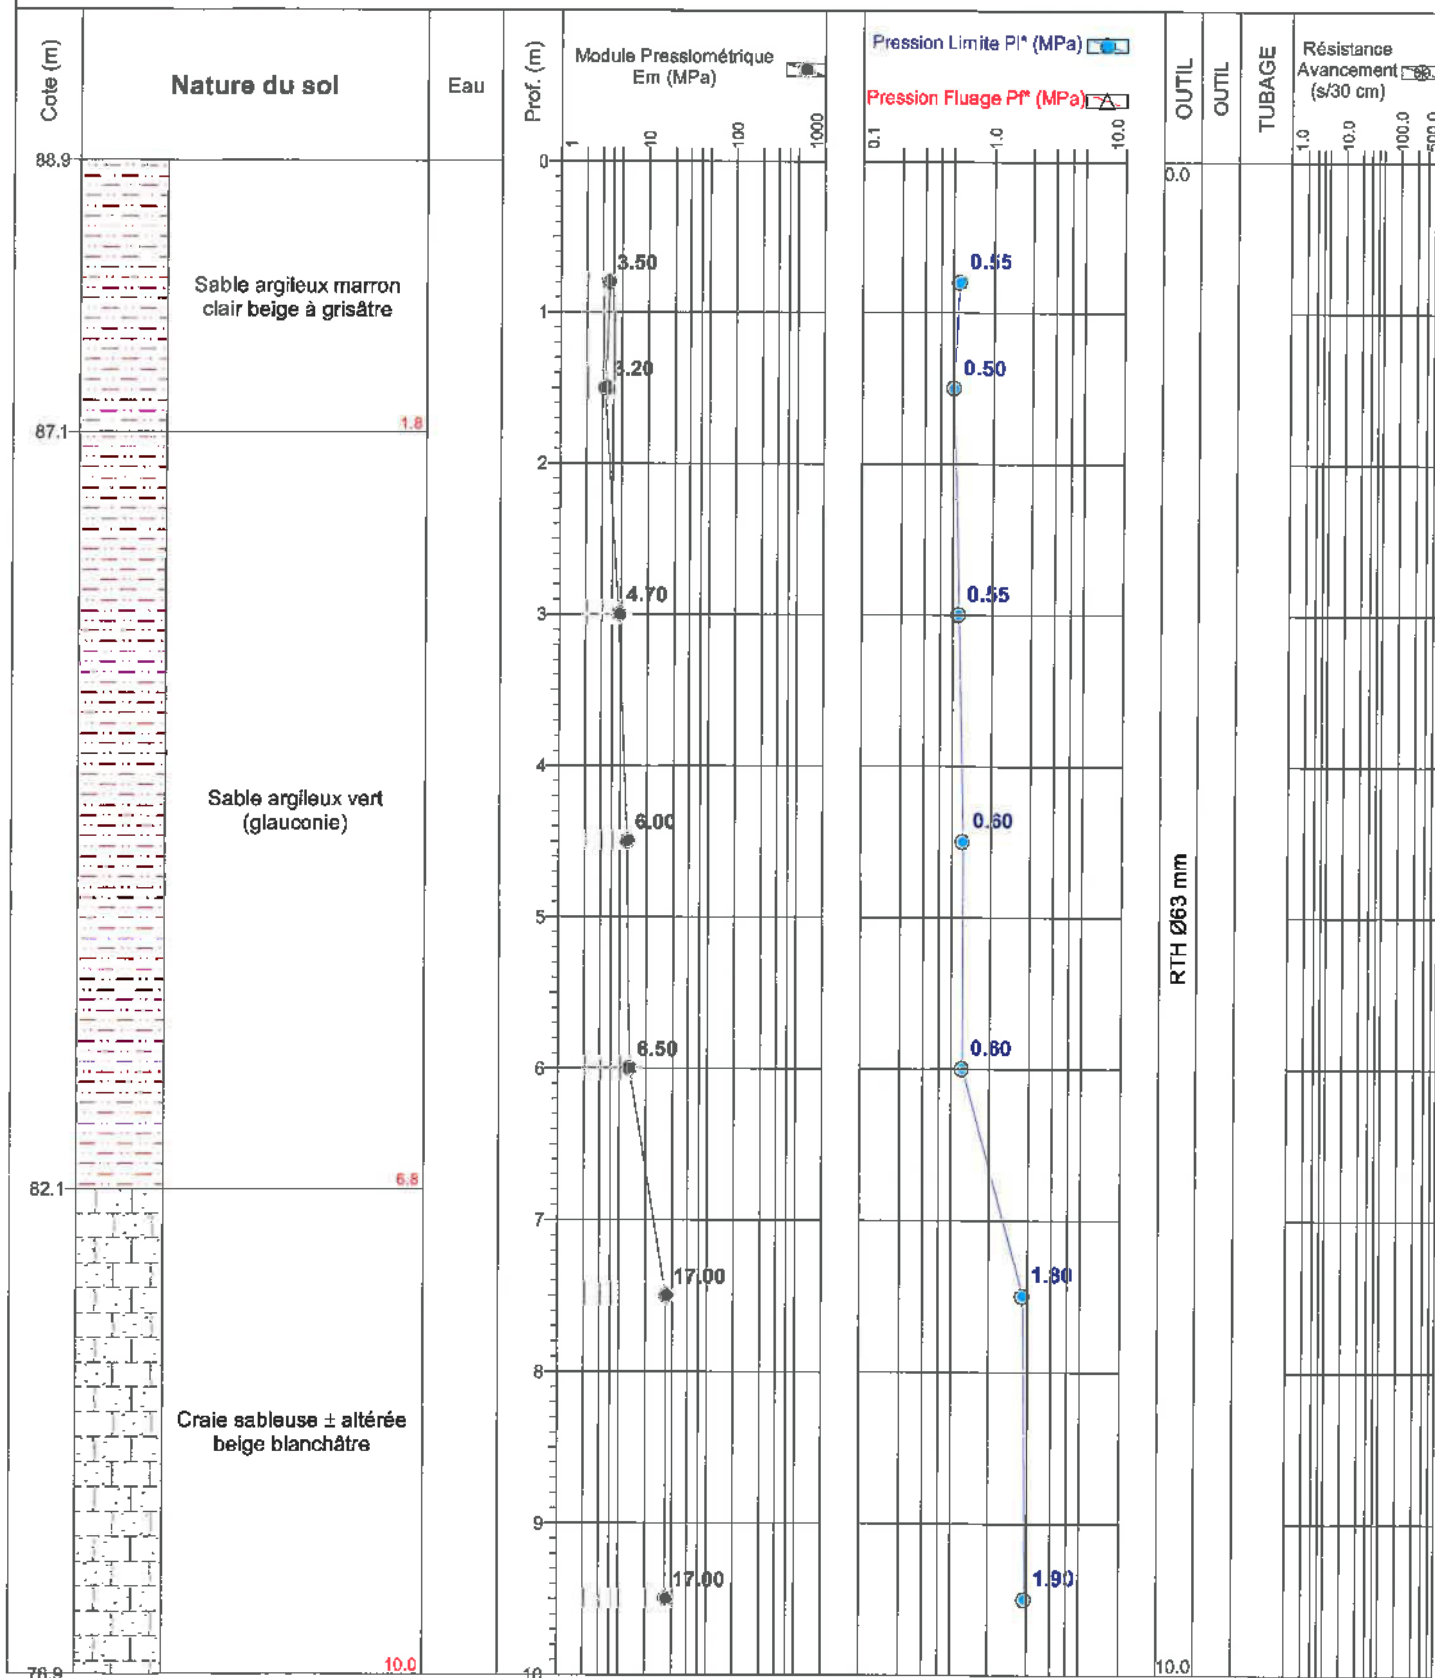 Cote (m)
Nature du sol
Eau
Prof. (m)
Module Pressiométrique
Em (MPa)
1
10
100
1000
Pression Limite Pl* (MPa)
Pression Fluage Pf* (MPa)
0.1
1.0
10.0
OUTIL
OUTIL
TUBAGE
Résistance
Avancement
(s/30 cm)
1.0
10.0
100.0
500.0
88.9
0
0.0
3.50
0.55
Sable argileux marron
clair beige à grisâtre
1
3.20
0.50
87.1
1.8
2
4.70
0.55
3
4
Sable argileux vert
(glauconie)
6.00
0.60
RTH Ø63 mm
5
6.50
0.60
6
82.1
6.8
7
17.00
1.80
8
Craie sableuse ± altérée
beige blanchâtre
9
17.00
1.90
78.9
10.0
10
10.0